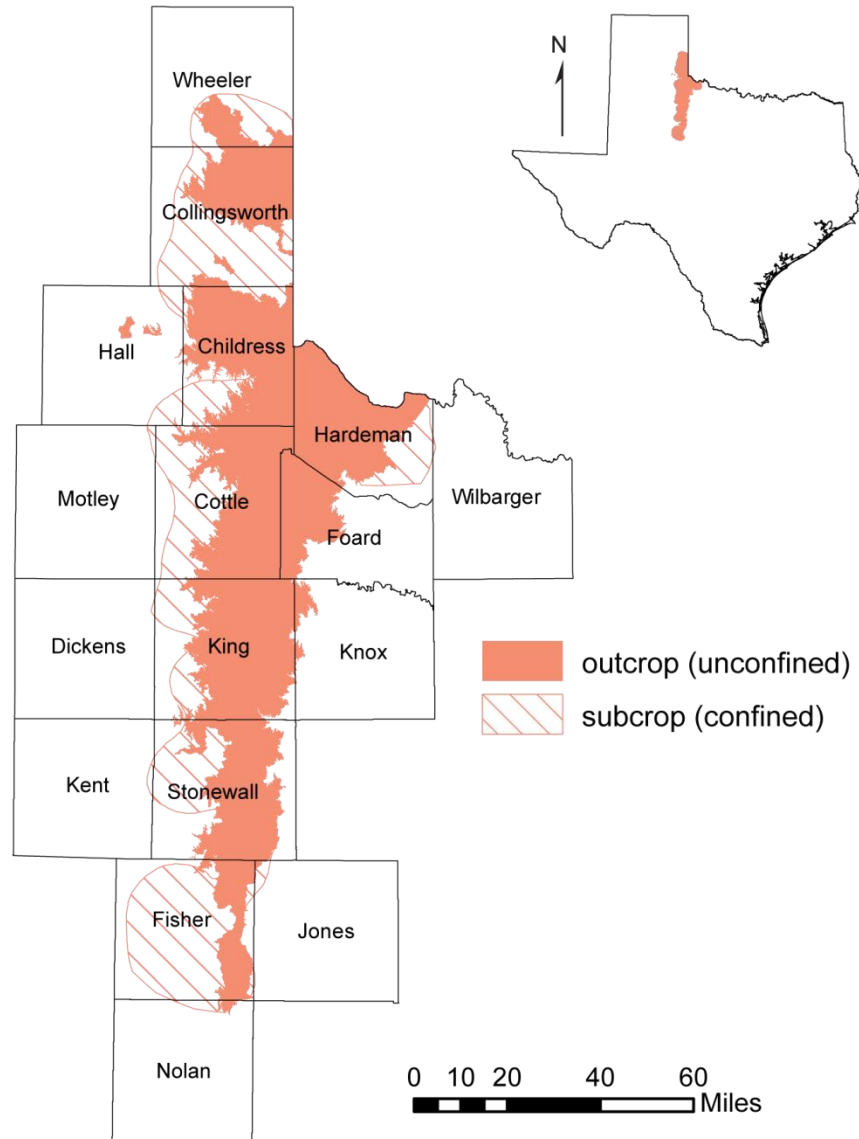 Wheeler
N
Collingsworth
Hall
Childress
Hardeman
Motley
Cottle
Wilbarger
Foard
Dickens
King
Knox
outcrop (unconfined)
subcrop (confined)
Kent
Stonewall
Fisher
Jones
Nolan
0 10 20 40 60
Miles